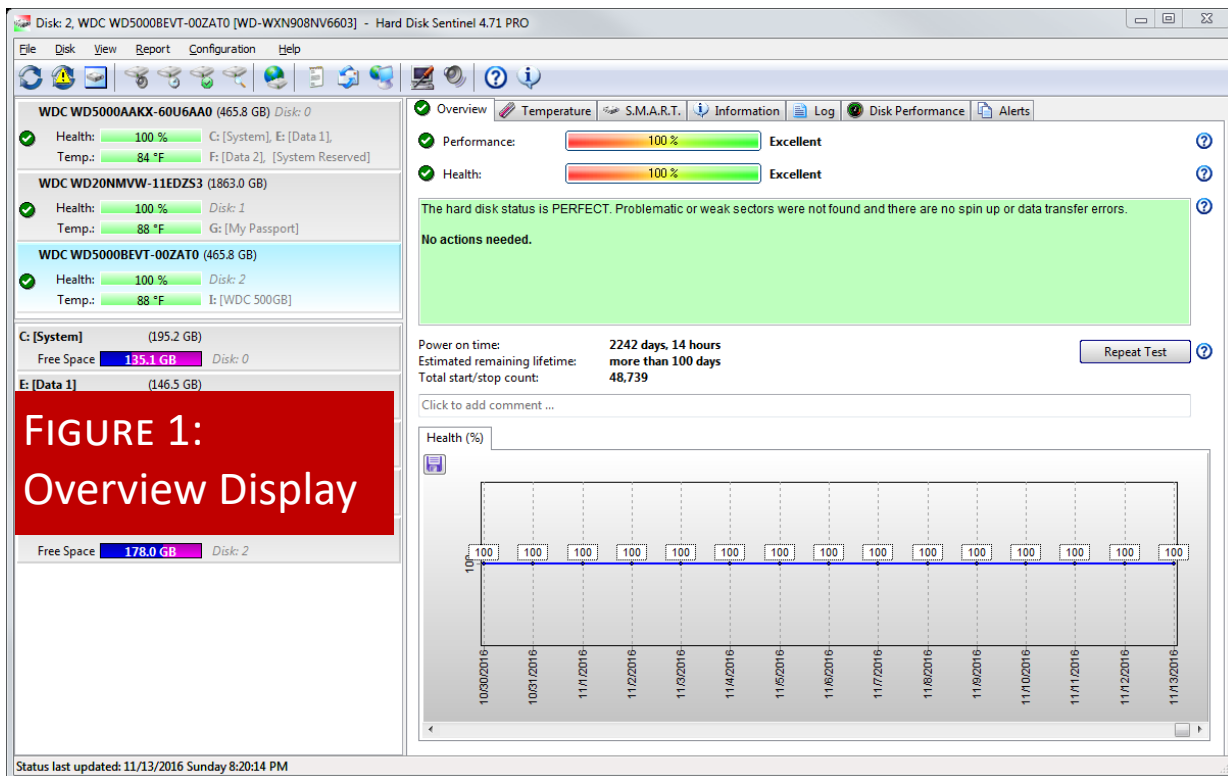 Disk: 2, WDC WD5000BEVT-00ZAT0 [WD-WXN908NV6603] - Hard Disk Sentinel 4.71 PRO
File Disk View Report Configuration Help
WDC WD5000AAKX-60U6AA0 (465.8 GB) Disk: 0
Health: 100 % C: [System], E: [Data 1],
Temp.: 84 °F F: [Data 2], [System Reserved]
WDC WD20NMVW-11EDZS3 (1863.0 GB)
Health: 100 % Disk: 1
Temp.: 88 °F G: [My Passport]
WDC WD5000BEVT-00ZAT0 (465.8 GB)
Health: 100 % Disk: 2
Temp.: 88 °F I: [WDC 500GB]
C: [System] (195.2 GB)
Free Space 135.1 GB Disk: 0
E: [Data 1] (146.5 GB)
FIGURE 1:
Overview Display
Free Space 178.0 GB Disk: 2
Overview Temperature S.M.A.R.T. Information Log Disk Performance Alerts
Performance: 100 % Excellent
Health: 100 % Excellent
The hard disk status is PERFECT. Problematic or weak sectors were not found and there are no spin up or data transfer errors.
No actions needed.
Power on time: 2242 days, 14 hours
Estimated remaining lifetime: more than 100 days
Total start/stop count: 48,739
Repeat Test
Click to add comment ...
Health (%)
100
100 100 100 100 100 100 100 100 100 100 100 100 100 100 100
10/30/2016 10/31/2016 11/1/2016 11/2/2016 11/3/2016 11/4/2016 11/5/2016 11/6/2016 11/7/2016 11/8/2016 11/9/2016 11/10/2016 11/11/2016 11/12/2016 11/13/2016
Status last updated: 11/13/2016 Sunday 8:20:14 PM